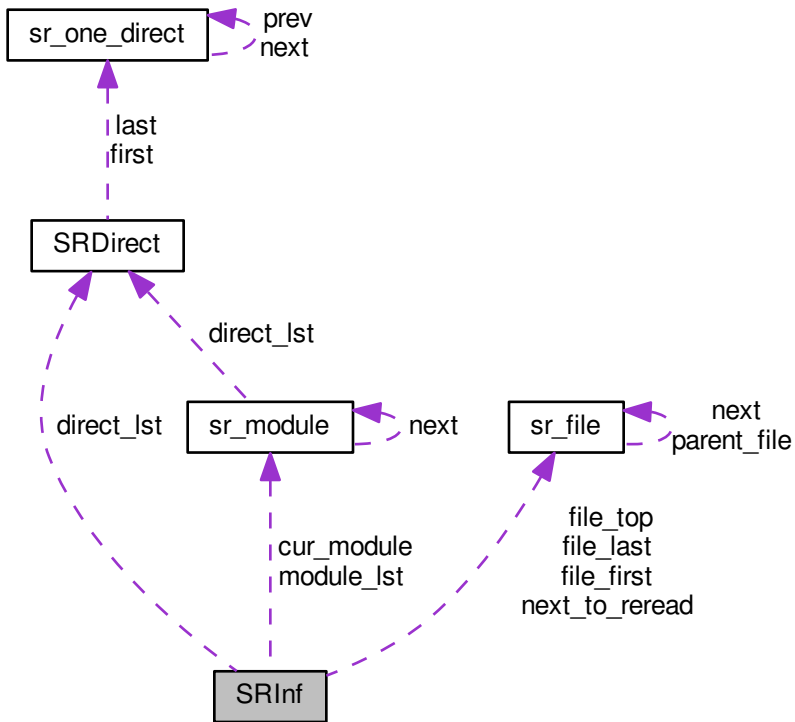 sr_one_direct
prev
next
last
first
SRDirect
direct_lst
direct_lst
sr_module
next
sr_file
next
parent_file
cur_module
module_lst
file_top
file_last
file_first
next_to_reread
SRInf